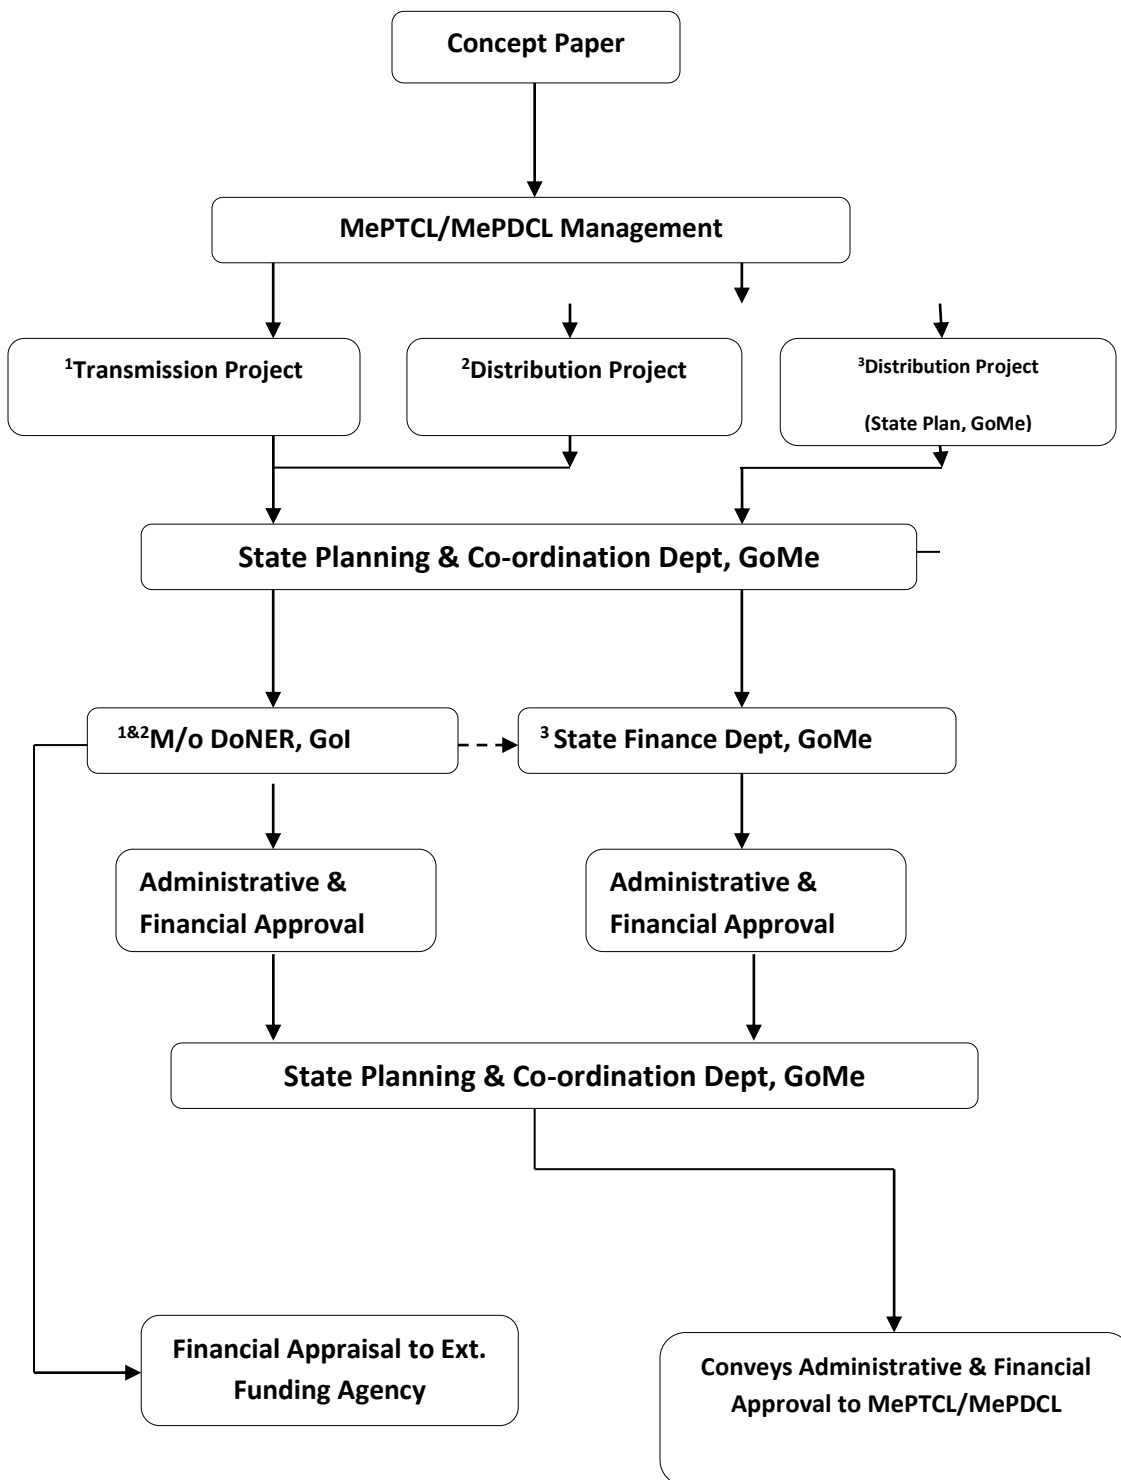 Concept Paper
MePTCL/MePDCL Management
¹Transmission Project
²Distribution Project
³Distribution Project
(State Plan, GoMe)
State Planning & Co-ordination Dept, GoMe
¹&²M/o DoNER, GoI
³ State Finance Dept, GoMe
Administrative &
Financial Approval
Administrative &
Financial Approval
State Planning & Co-ordination Dept, GoMe
Financial Appraisal to Ext.
Funding Agency
Conveys Administrative & Financial
Approval to MePTCL/MePDCL